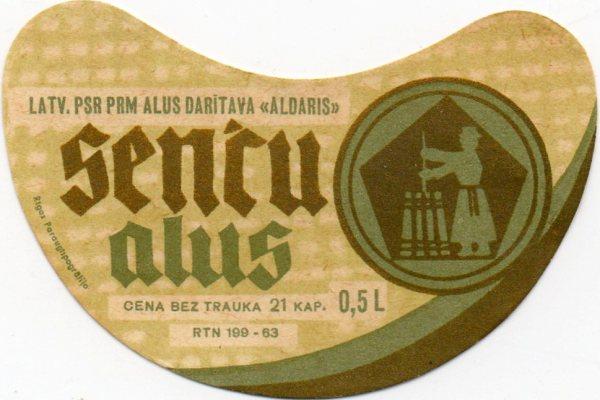 LATV. PSR PRM ALUS DARĪTAVA «ALDARIS»
senču
alus
CENA BEZ TRAUKA 21 KAP. 0,5 L
RTN 199-63
Rīgas Paraugtipogrāfija